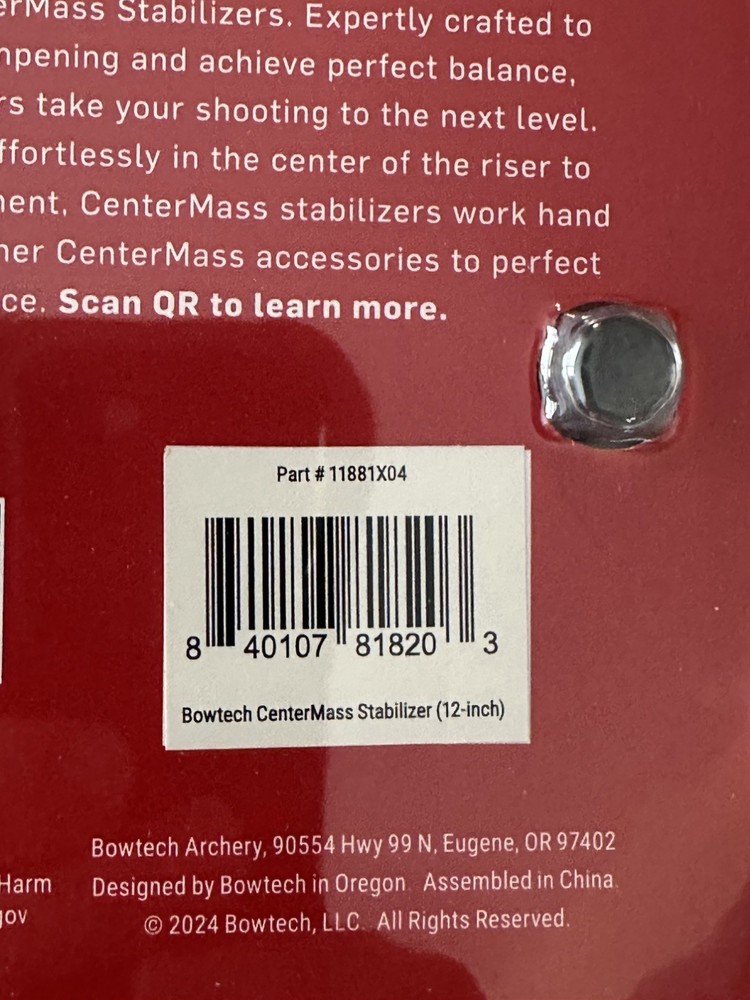 erMass Stabilizers. Expertly crafted to
mpening and achieve perfect balance,
rs take your shooting to the next level.
ffortlessly in the center of the riser to
nent, CenterMass stabilizers work hand
her CenterMass accessories to perfect
ce. Scan QR to learn more.
Part # 11881X04
8 40107 81820 3
Bowtech CenterMass Stabilizer (12-inch)
Bowtech Archery, 90554 Hwy 99 N, Eugene, OR 97402
Harm Designed by Bowtech in Oregon. Assembled in China.
gov © 2024 Bowtech, LLC. All Rights Reserved.